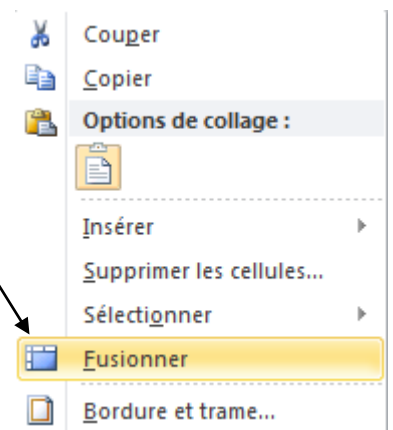 Couper
Copier
Options de collage :
Insérer
Supprimer les cellules...
Sélectionner
Fusionner
Bordure et trame...